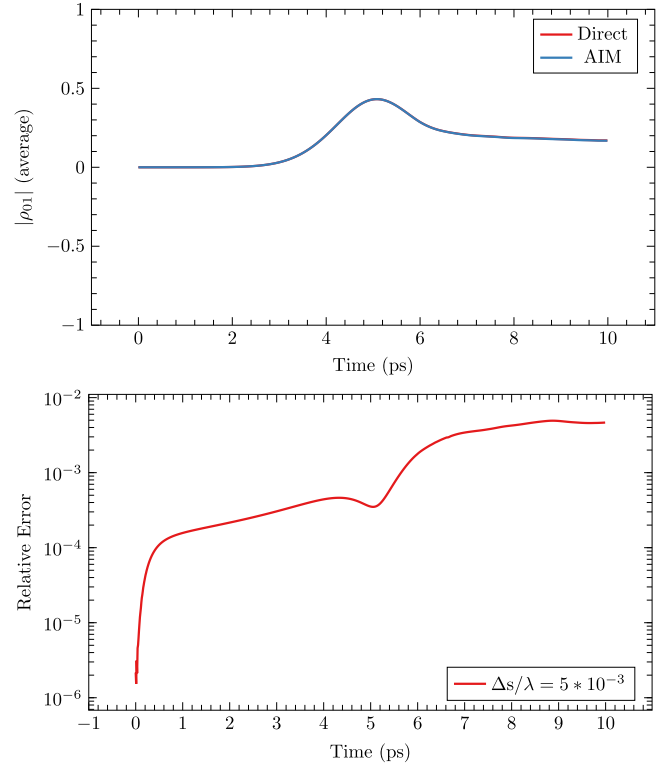 1
0.5
0
−0.5
−1
|ρ01| (average)
Direct
AIM
0 2 4 6 8 10
Time (ps)
10−2
10−3
10−4
10−5
10−6
Relative Error
Δs/λ = 5 ∗ 10−3
−1 0 1 2 3 4 5 6 7 8 9 10
Time (ps)